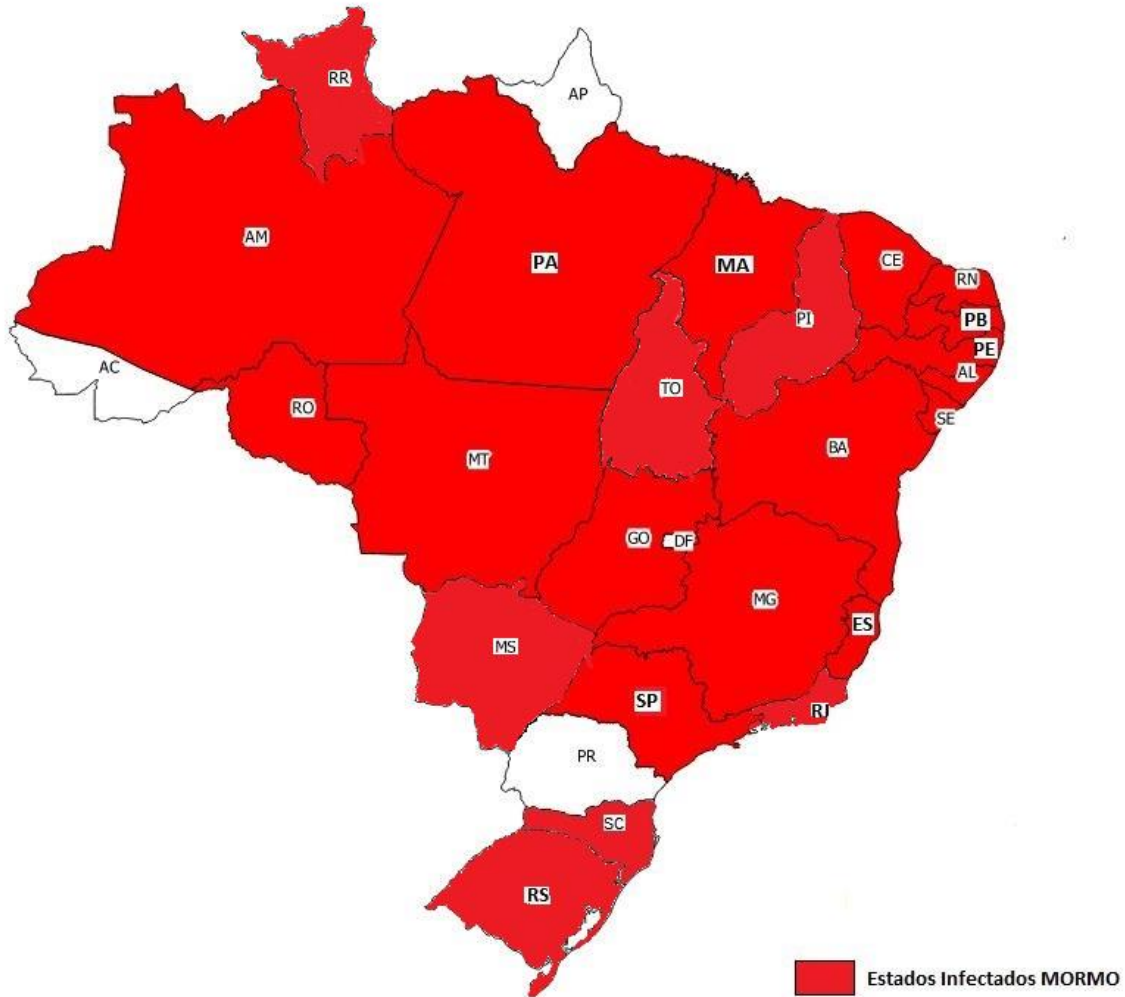 RR
AP
AM
PA
MA
CE
RN
PB
PI
PE
AC
AL
TO
RO
SE
BA
MT
GO
DF
MG
ES
MS
SP
RJ
PR
SC
RS
Estados Infectados MORMO